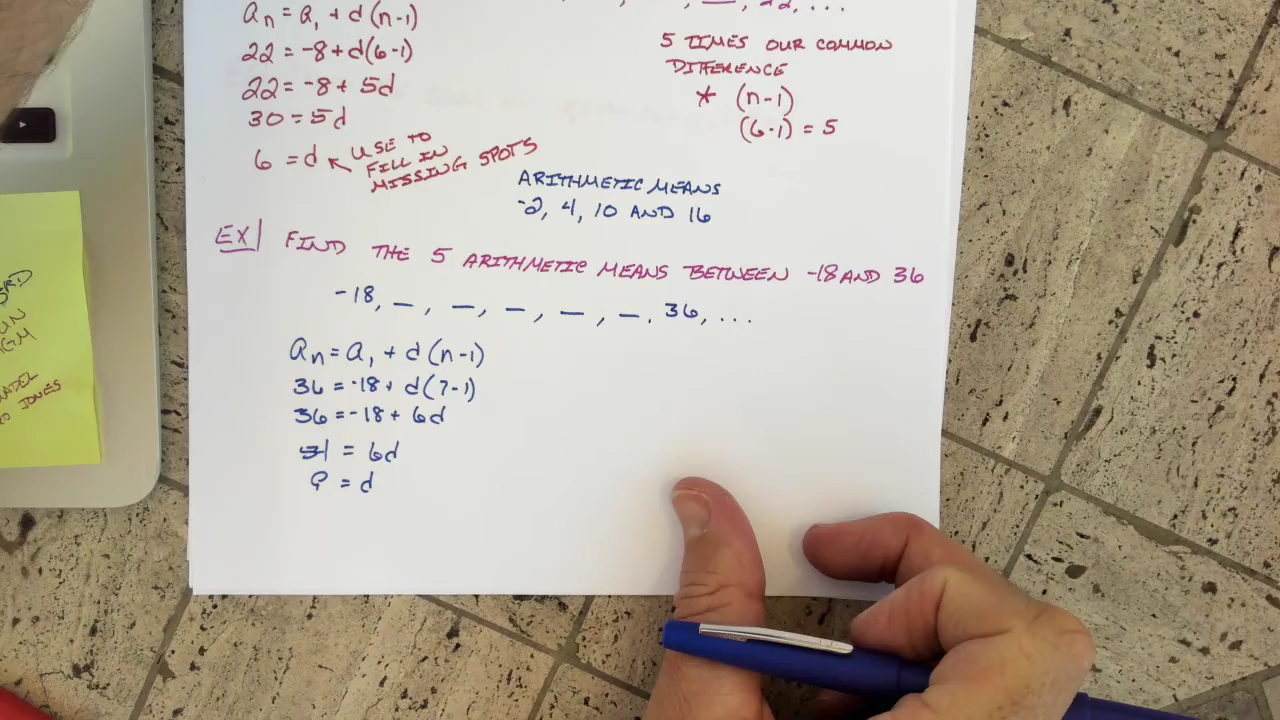 an = a1 + d(n-1)
22 = -8 + d(6-1)
22 = -8 + 5d
30 = 5d
6 = d
USE TO
FILL IN
MISSING SPOTS
22, ...
5 TIMES OUR COMMON
DIFFERENCE
* (n-1)
(6-1) = 5
ARITHMETIC MEANS
-2, 4, 10 AND 16
EX| FIND THE 5 ARITHMETIC MEANS BETWEEN -18 AND 36
-18, _, _, _, _, _, 36, ...
an = a1 + d(n-1)
36 = -18 + d(7-1)
36 = -18 + 6d
= 6d
9 = d
JONES